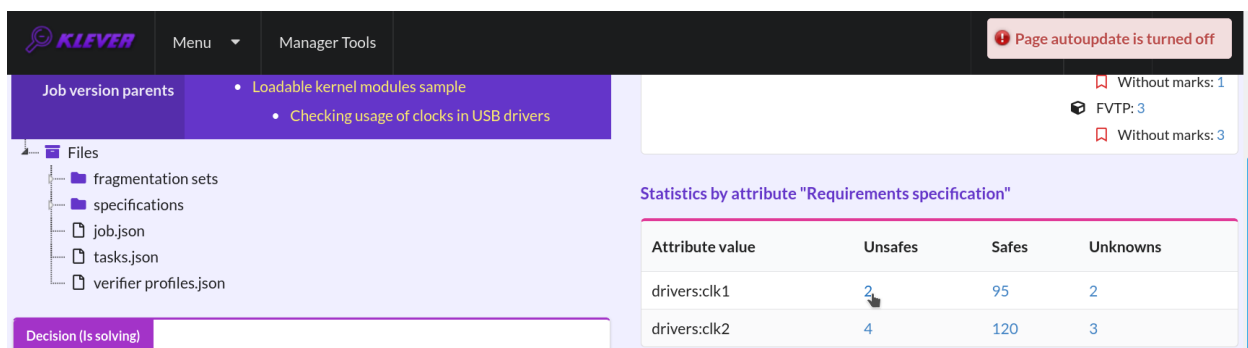 KLEVER Menu Manager Tools Page autoupdate is turned off
Job version parents
Loadable kernel modules sample
Checking usage of clocks in USB drivers
Files
fragmentation sets
specifications
job.json
tasks.json
verifier profiles.json
Decision (Is solving)
Without marks: 1
FVTP: 3
Without marks: 3
Statistics by attribute "Requirements specification"
Attribute value Unsafes Safes Unknowns
drivers:clk1 2 95 2
drivers:clk2 4 120 3